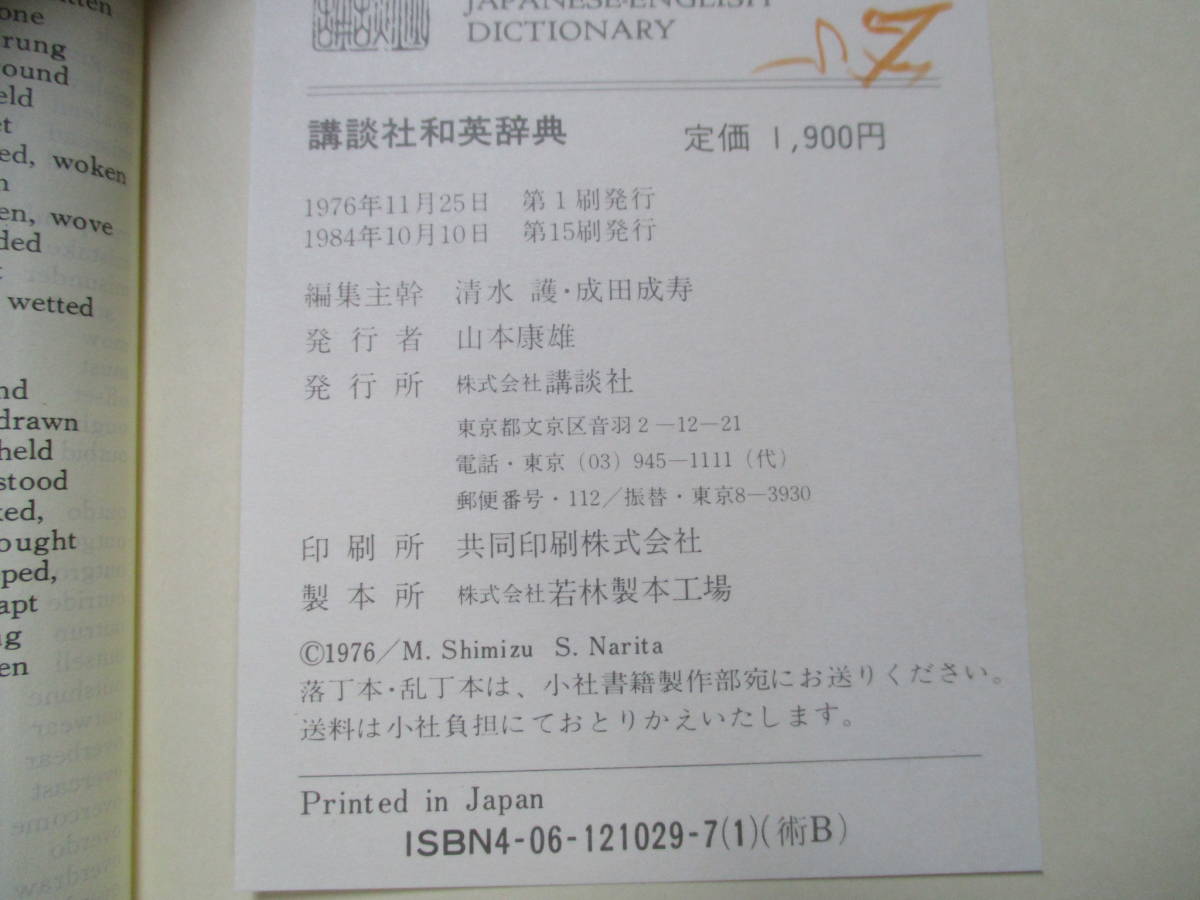 one
rung
ound
eld
et
ed, woken
en, wove
ded
wetted
nd
drawn
held
stood
ked,
ought
pped,
apt
ng
en
JAPANESE-ENGLISH
DICTIONARY
講談社和英辞典 定価 1,900円
1976年11月25日 第1刷発行
1984年10月10日 第15刷発行
編集主幹 清水 護・成田成寿
発行者 山本康雄
発行所 株式会社講談社
東京都文京区音羽2―12―21
電話・東京(03)945―1111(代)
郵便番号・112/振替・東京8―3930
印刷所 共同印刷株式会社
製本所 株式会社若林製本工場
©1976/M. Shimizu S. Narita
落丁本・乱丁本は、小社書籍製作部宛にお送りください。
送料は小社負担にておとりかえいたします。
Printed in Japan
ISBN4-06-121029-7(1)(術B)